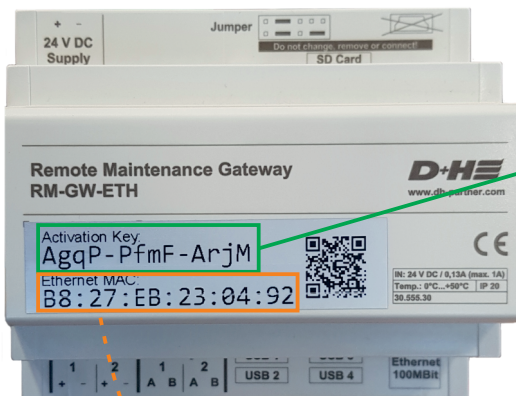 + -
24 V DC
Supply
Jumper
Do not change, remove or connect!
SD Card
Remote Maintenance Gateway
RM-GW-ETH
D+H
www.dh-partner.com
Activation Key:
AgqP-PfmF-ArjM
Ethernet MAC:
B8:27:EB:23:04:92
CE
IN: 24 V DC / 0,13A (max. 1A)
Temp.: 0°C...+50°C IP 20
30.555.30
1 2 1 2
+ - + - A B A B
USB 2
USB 4
Ethernet
100MBit